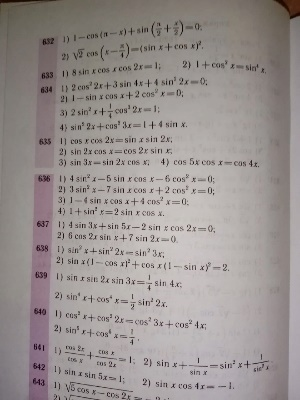 632 1) 1−cos (π−x)+sin (π/2+x/2)=0;
2) √2 cos (x−π/4)=(sin x+cos x)².
633 1) 8 sin x cos x cos 2x=1; 2) 1+cos² x=sin⁴ x.
634 1) 2 cos² 2x+3 sin 4x+4 sin² 2x=0;
2) 1−sin x cos x+2 cos² x=0;
3) 2 sin² x+1/4 cos³ 2x=1;
4) sin² 2x+cos² 3x=1+4 sin x.
635 1) cos x cos 2x=sin x sin 2x;
2) sin 2x cos x=cos 2x sin x;
3) sin 3x=sin 2x cos x; 4) cos 5x cos x=cos 4x.
636 1) 4 sin² x−5 sin x cos x−6 cos² x=0;
2) 3 sin² x−7 sin x cos x+2 cos² x=0;
3) 1−4 sin x cos x+4 cos² x=0;
4) 1+sin² x=2 sin x cos x.
637 1) 4 sin 3x+sin 5x−2 sin x cos 2x=0;
2) 6 cos 2x sin x+7 sin 2x=0.
638 1) sin² x+sin² 2x=sin² 3x;
2) sin x (1−cos x)²+cos x (1−sin x)²=2.
639 1) sin x sin 2x sin 3x=1/4 sin 4x;
2) sin⁴ x+cos⁴ x=1/2 sin² 2x.
640 1) cos² x+cos² 2x=cos² 3x+cos² 4x;
2) sin⁶ x+cos⁶ x=1/4.
641 1) cos 2x/cos x+cos x/cos 2x=1; 2) sin x+1/sin x=sin² x+1/sin² x.
642 1) sin x sin 5x=1; 2) sin x cos 4x=−1.
643 1) √5 cos x−cos 2x